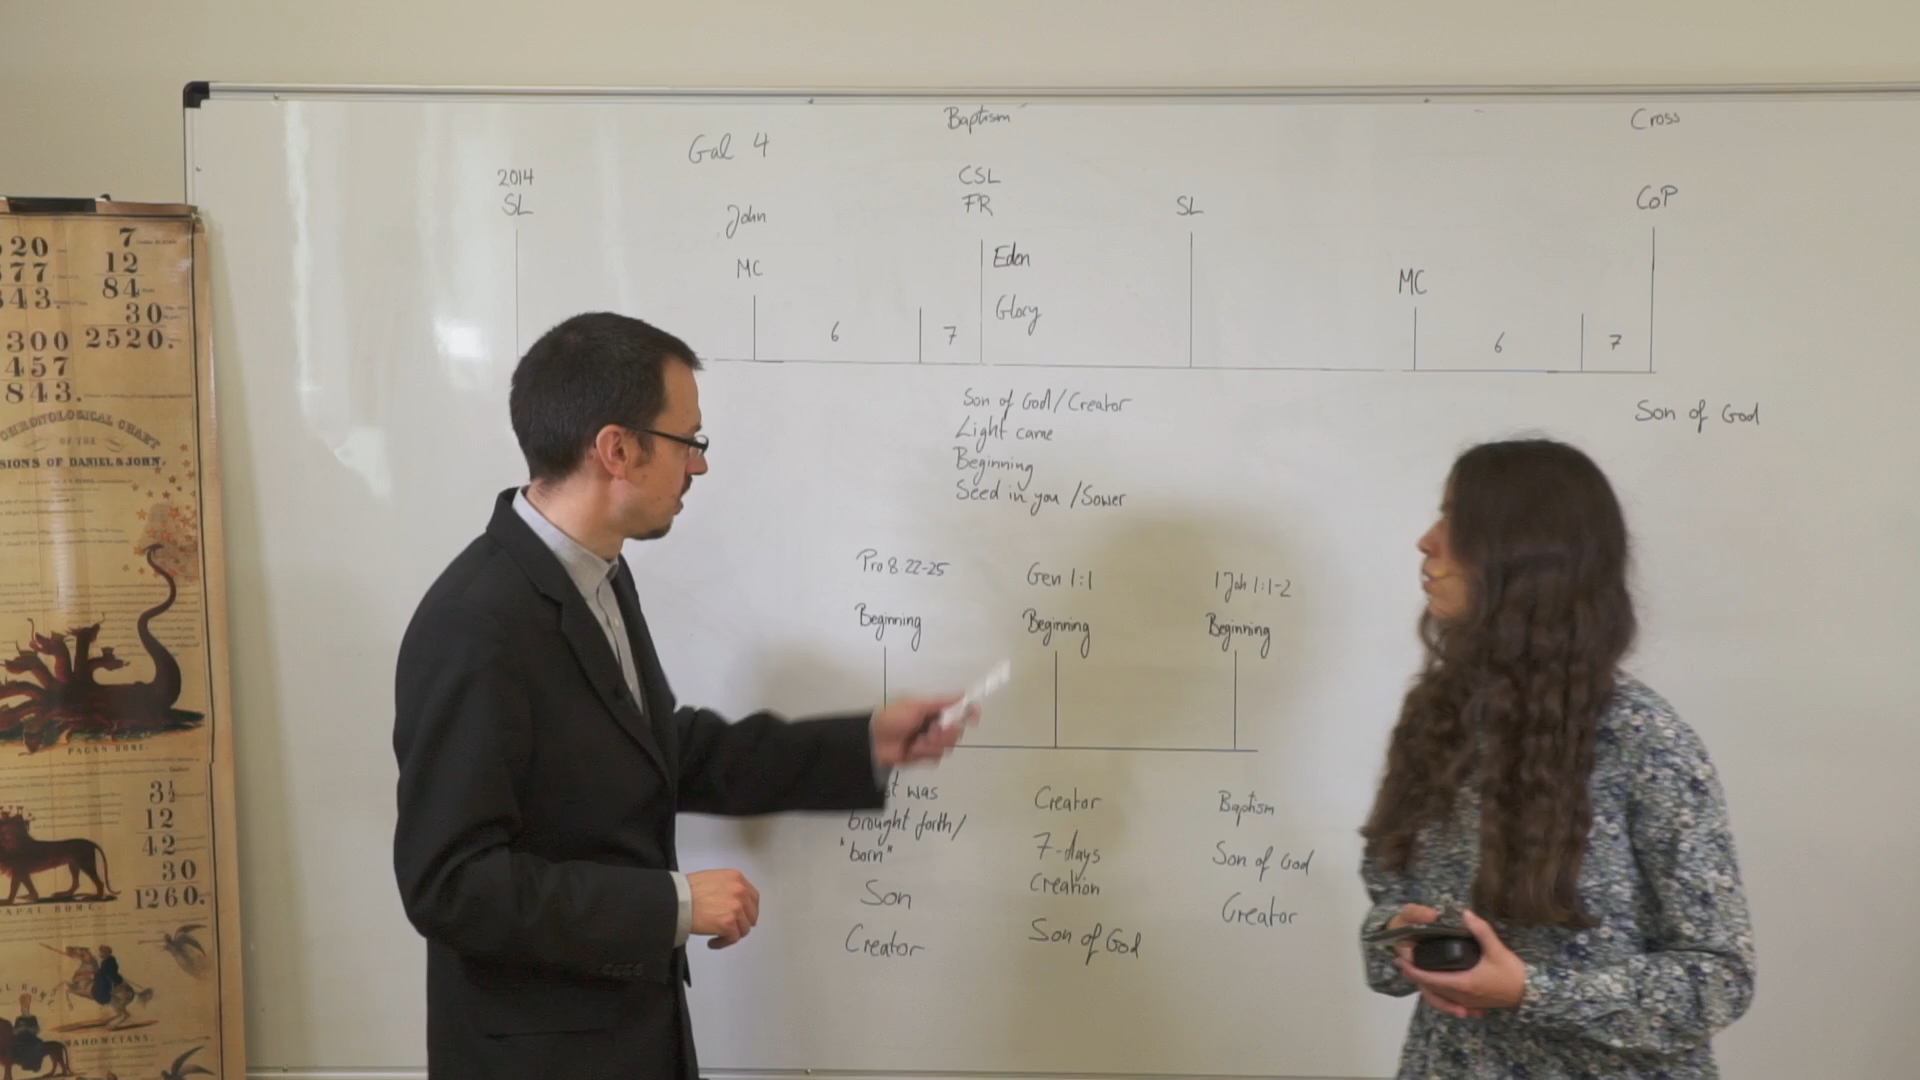 20
77
343.
300
457
843.
7
12
84
30
2520.
CHRONOLOGICAL CHART
OF THE
SIONS OF DANIEL & JOHN.
PAGAN ROME.
3½
12
42
30
1260.
PAPAL ROME.
MAHOMETANS.
Baptism
Cross
Gal 4
2014
SL
John
MC
6
7
CSL
FR
Eden
Glory
SL
MC
6
7
CoP
Son of God/Creator
Light came
Beginning
Seed in you /Sower
Son of God
Pro 8 22-25
Beginning
Gen 1:1
Beginning
1 Joh 1:1-2
Beginning
st was
brought forth/
"born"
Son
Creator
Creator
7-days
Creation
Son of God
Baptism
Son of God
Creator